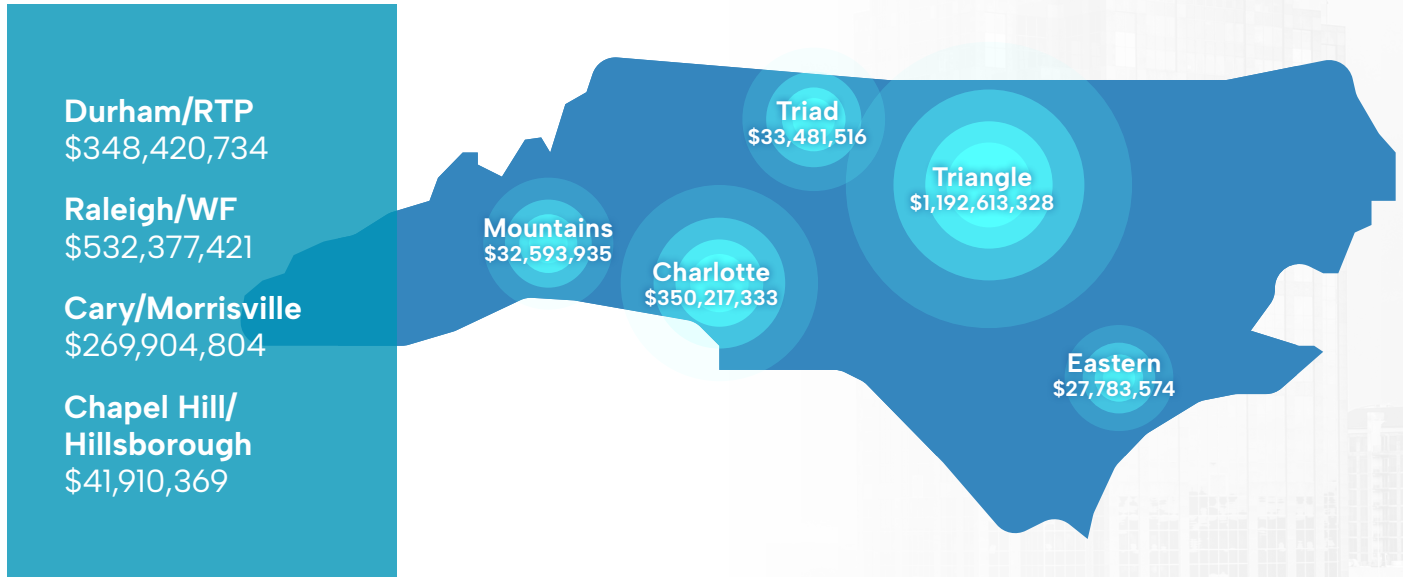 Durham/RTP
$348,420,734
Raleigh/WF
$532,377,421
Cary/Morrisville
$269,904,804
Chapel Hill/
Hillsborough
$41,910,369
Triad
$33,481,516
Triangle
$1,192,613,328
Mountains
$32,593,935
Charlotte
$350,217,333
Eastern
$27,783,574